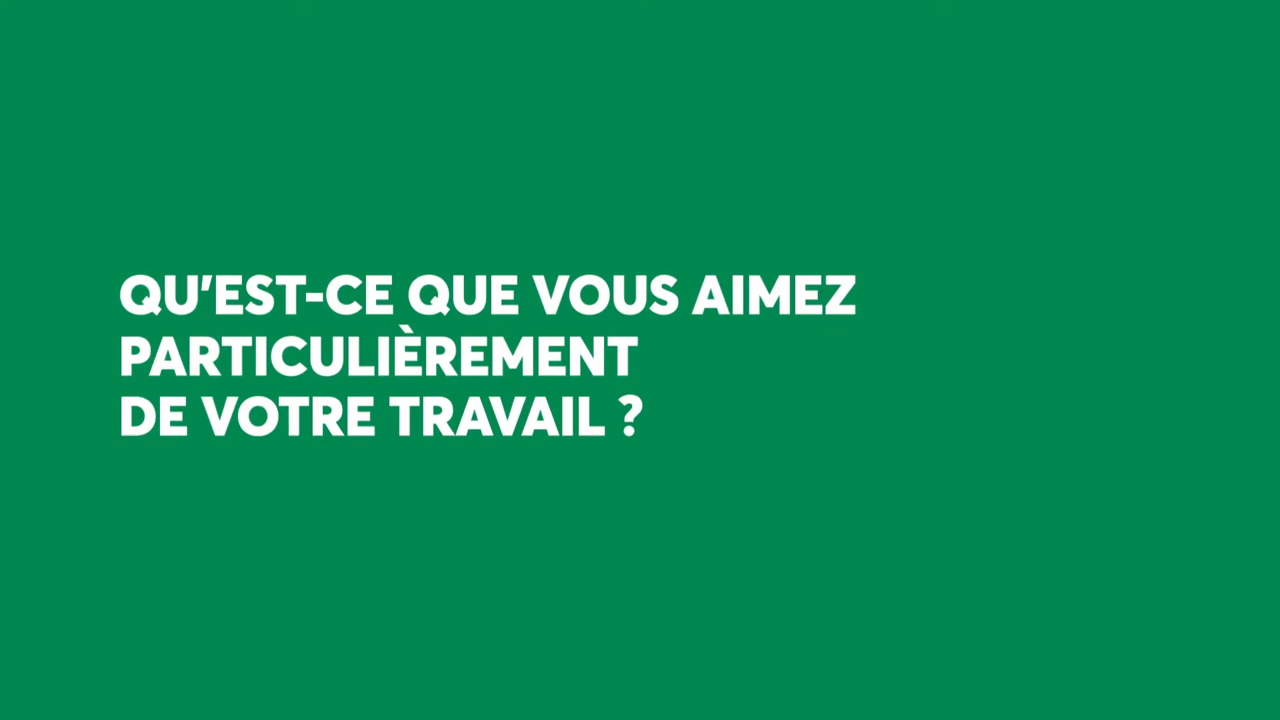 QU'EST-CE QUE VOUS AIMEZ
PARTICULIÈREMENT
DE VOTRE TRAVAIL ?